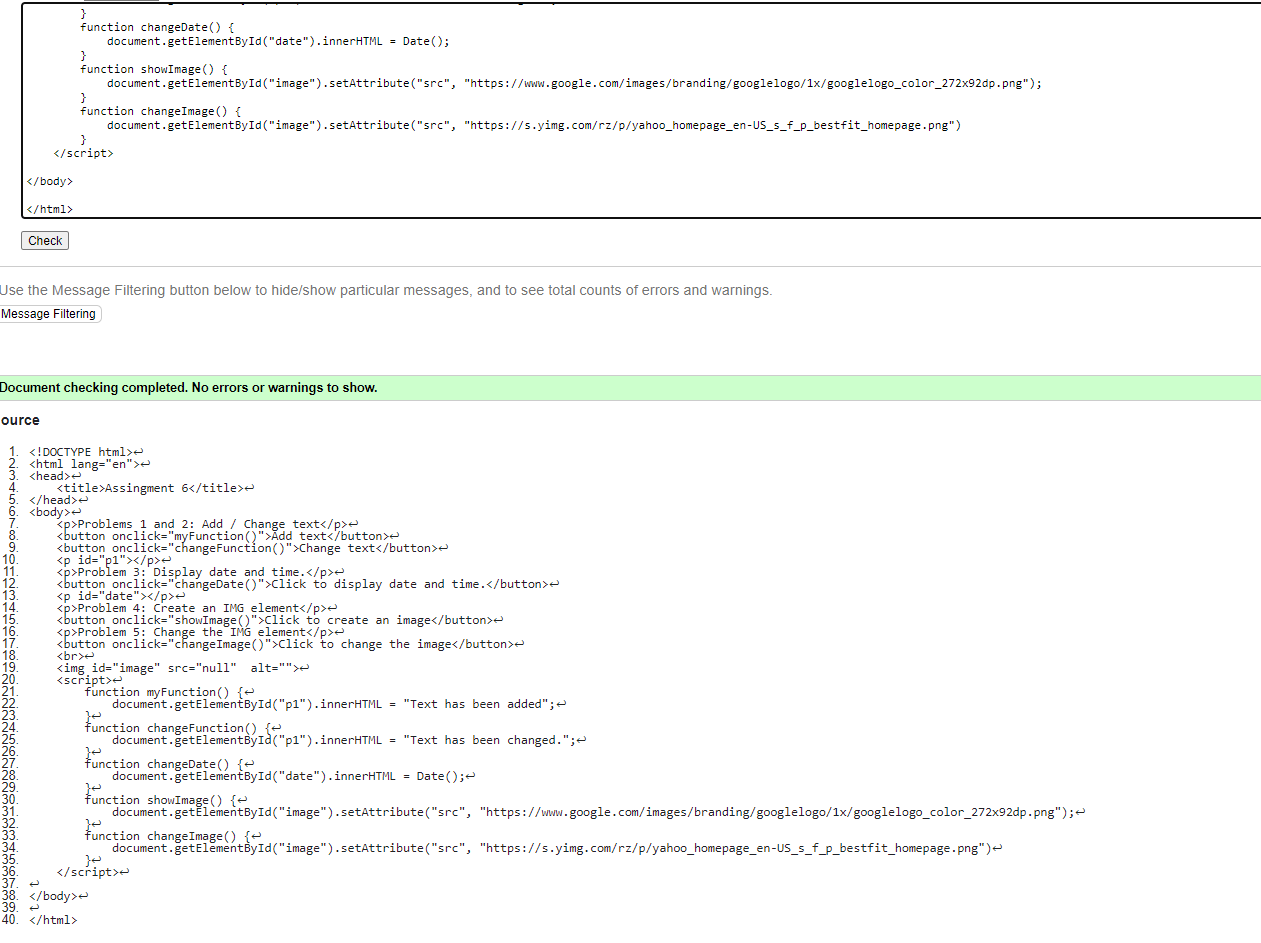 }
function changeDate() {
document.getElementById("date").innerHTML = Date();
}
function showImage() {
document.getElementById("image").setAttribute("src", "https://www.google.com/images/branding/googlelogo/1x/googlelogo_color_272x92dp.png");
}
function changeImage() {
document.getElementById("image").setAttribute("src", "https://s.yimg.com/rz/p/yahoo_homepage_en-US_s_f_p_bestfit_homepage.png")
}
</script>
</body>
</html>
Check
Use the Message Filtering button below to hide/show particular messages, and to see total counts of errors and warnings.
Message Filtering
Document checking completed. No errors or warnings to show.
ource
1. <!DOCTYPE html>↩
2. <html lang="en">↩
3. <head>↩
4. <title>Assingment 6</title>↩
5. </head>↩
6. <body>↩
7. <p>Problems 1 and 2: Add / Change text</p>↩
8. <button onclick="myFunction()">Add text</button>↩
9. <button onclick="changeFunction()">Change text</button>↩
10. <p id="p1"></p>↩
11. <p>Problem 3: Display date and time.</p>↩
12. <button onclick="changeDate()">Click to display date and time.</button>↩
13. <p id="date"></p>↩
14. <p>Problem 4: Create an IMG element</p>↩
15. <button onclick="showImage()">Click to create an image</button>↩
16. <p>Problem 5: Change the IMG element</p>↩
17. <button onclick="changeImage()">Click to change the image</button>↩
18. <br>↩
19. <img id="image" src="null"  alt="">↩
20. <script>↩
21. function myFunction() {↩
22. document.getElementById("p1").innerHTML = "Text has been added";↩
23. }↩
24. function changeFunction() {↩
25. document.getElementById("p1").innerHTML = "Text has been changed.";↩
26. }↩
27. function changeDate() {↩
28. document.getElementById("date").innerHTML = Date();↩
29. }↩
30. function showImage() {↩
31. document.getElementById("image").setAttribute("src", "https://www.google.com/images/branding/googlelogo/1x/googlelogo_color_272x92dp.png");↩
32. }↩
33. function changeImage() {↩
34. document.getElementById("image").setAttribute("src", "https://s.yimg.com/rz/p/yahoo_homepage_en-US_s_f_p_bestfit_homepage.png")↩
35. }↩
36. </script>↩
37. ↩
38. </body>↩
39. ↩
40. </html>